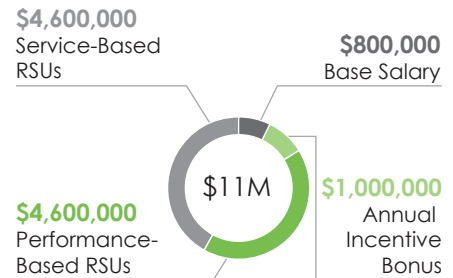 $4,600,000
Service-Based
RSUs
$800,000
Base Salary
$11M
$1,000,000
Annual
Incentive
Bonus
$4,600,000
Performance-
Based RSUs